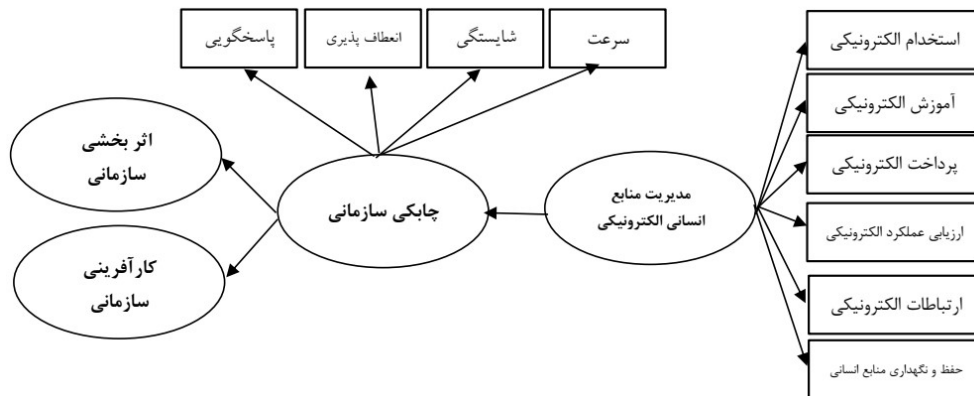 سرعت
شایستگی
انعطاف پذیری
پاسخگویی
استخدام الکترونیکی
آموزش الکترونیکی
پرداخت الکترونیکی
ارزیابی عملکرد الکترونیکی
ارتباطات الکترونیکی
حفظ و نگهداری منابع انسانی
مدیریت منابع
انسانی الکترونیکی
چابکی سازمانی
اثر بخشی
سازمانی
کارآفرینی
سازمانی